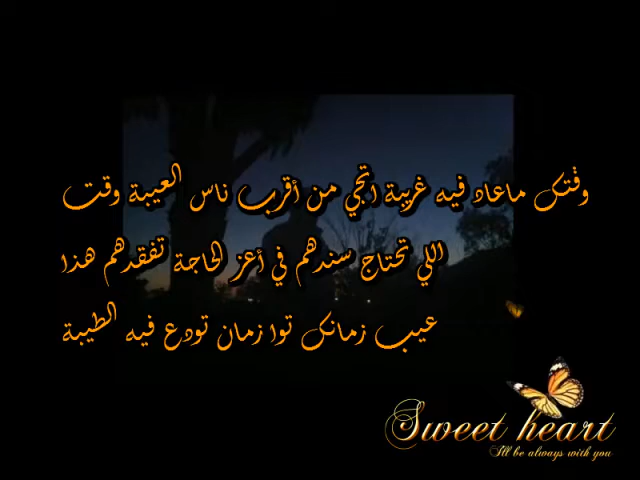 وقتك ماعاد فيه غريبة اتجي من أقرب ناس العيبة وقت
اللي تحتاج سندهم في أعز الحاجة تفقدهم هذا
عيب زمانك توا زمان تودع فيه الطيبة
Sweet heart
I'll be always with you